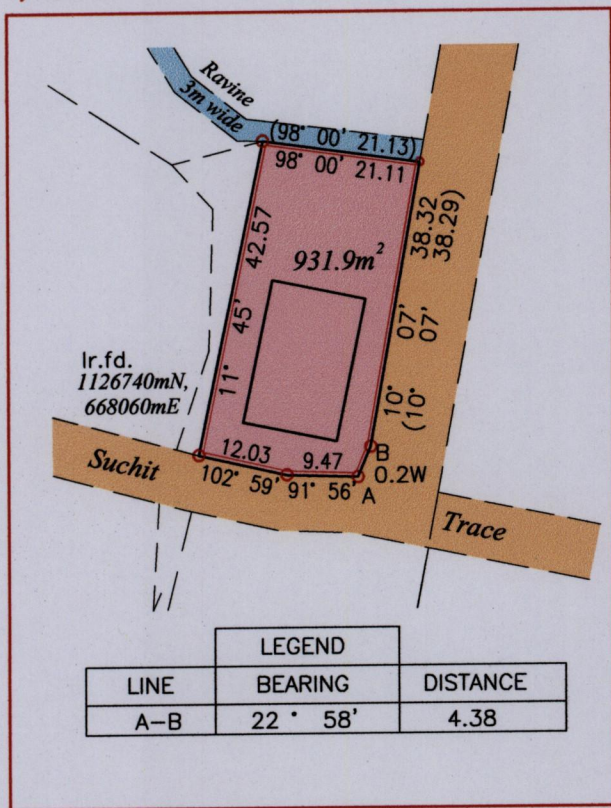 Ravine
3m wide
(98° 00' 21.13)
98° 00' 21.11
42.57
11° 45'
931.9m²
38.32
38.29)
07'
07'
10°
(10°
Ir.fd.
1126740mN,
668060mE
12.03
9.47
102° 59'
91° 56'
B
0.2W
A
Suchit
Trace
LEGEND
LINE BEARING DISTANCE
A-B 22° 58' 4.38